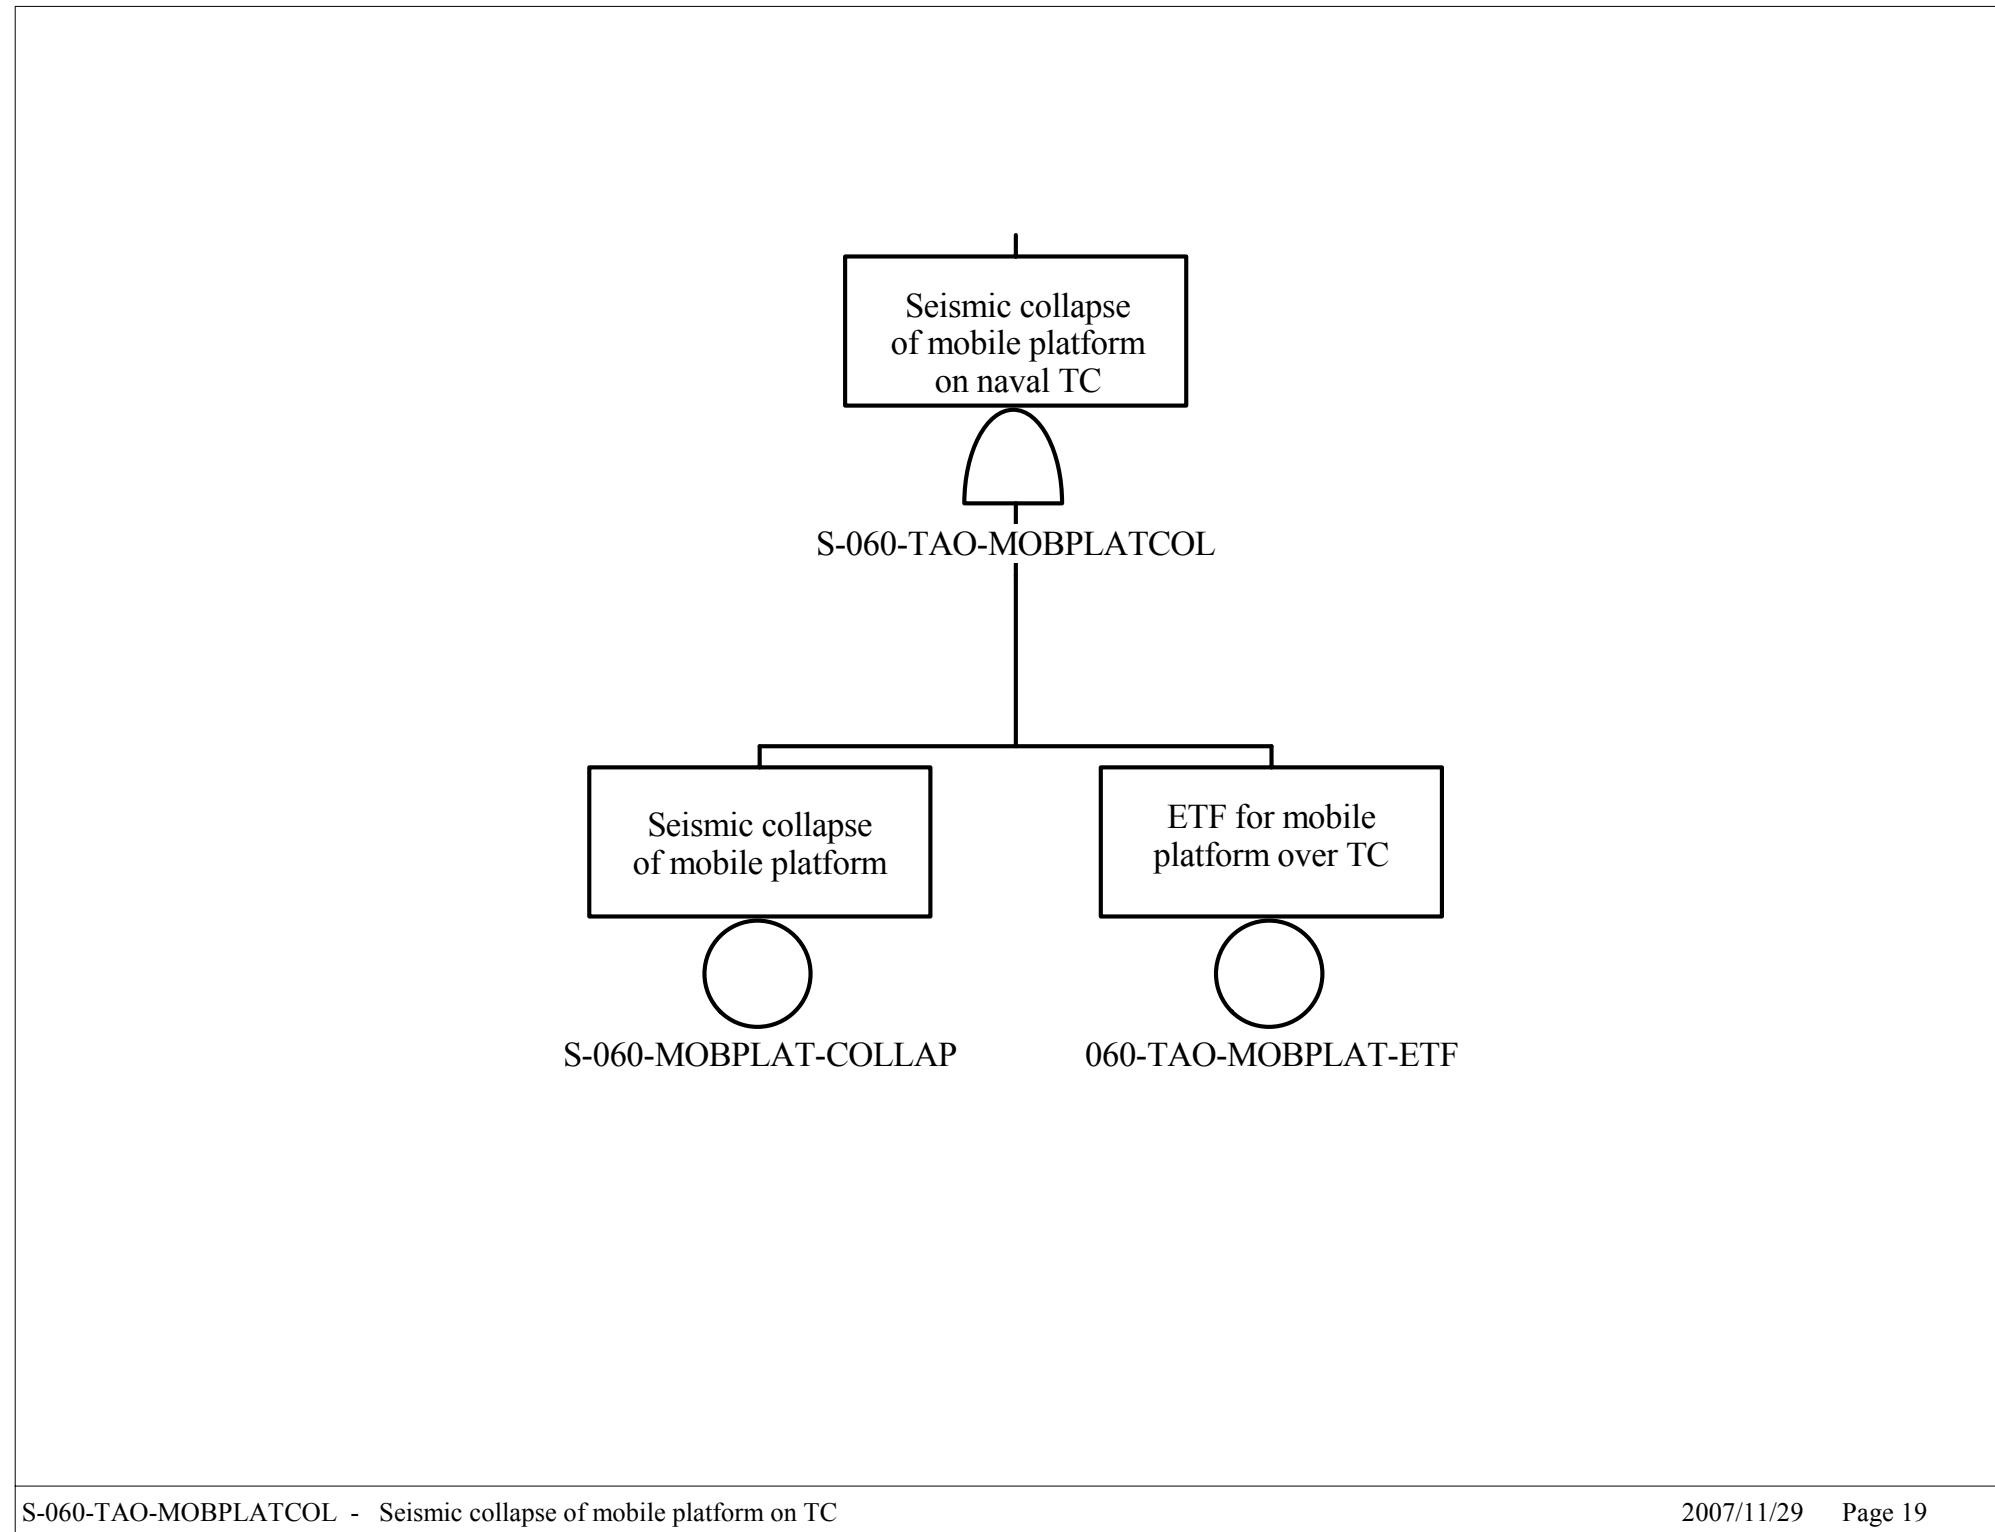 Seismic collapse
of mobile platform
on naval TC
S-060-TAO-MOBPLATCOL
Seismic collapse
of mobile platform
ETF for mobile
platform over TC
S-060-MOBPLAT-COLLAP
060-TAO-MOBPLAT-ETF
S-060-TAO-MOBPLATCOL - Seismic collapse of mobile platform on TC
2007/11/29 Page 19